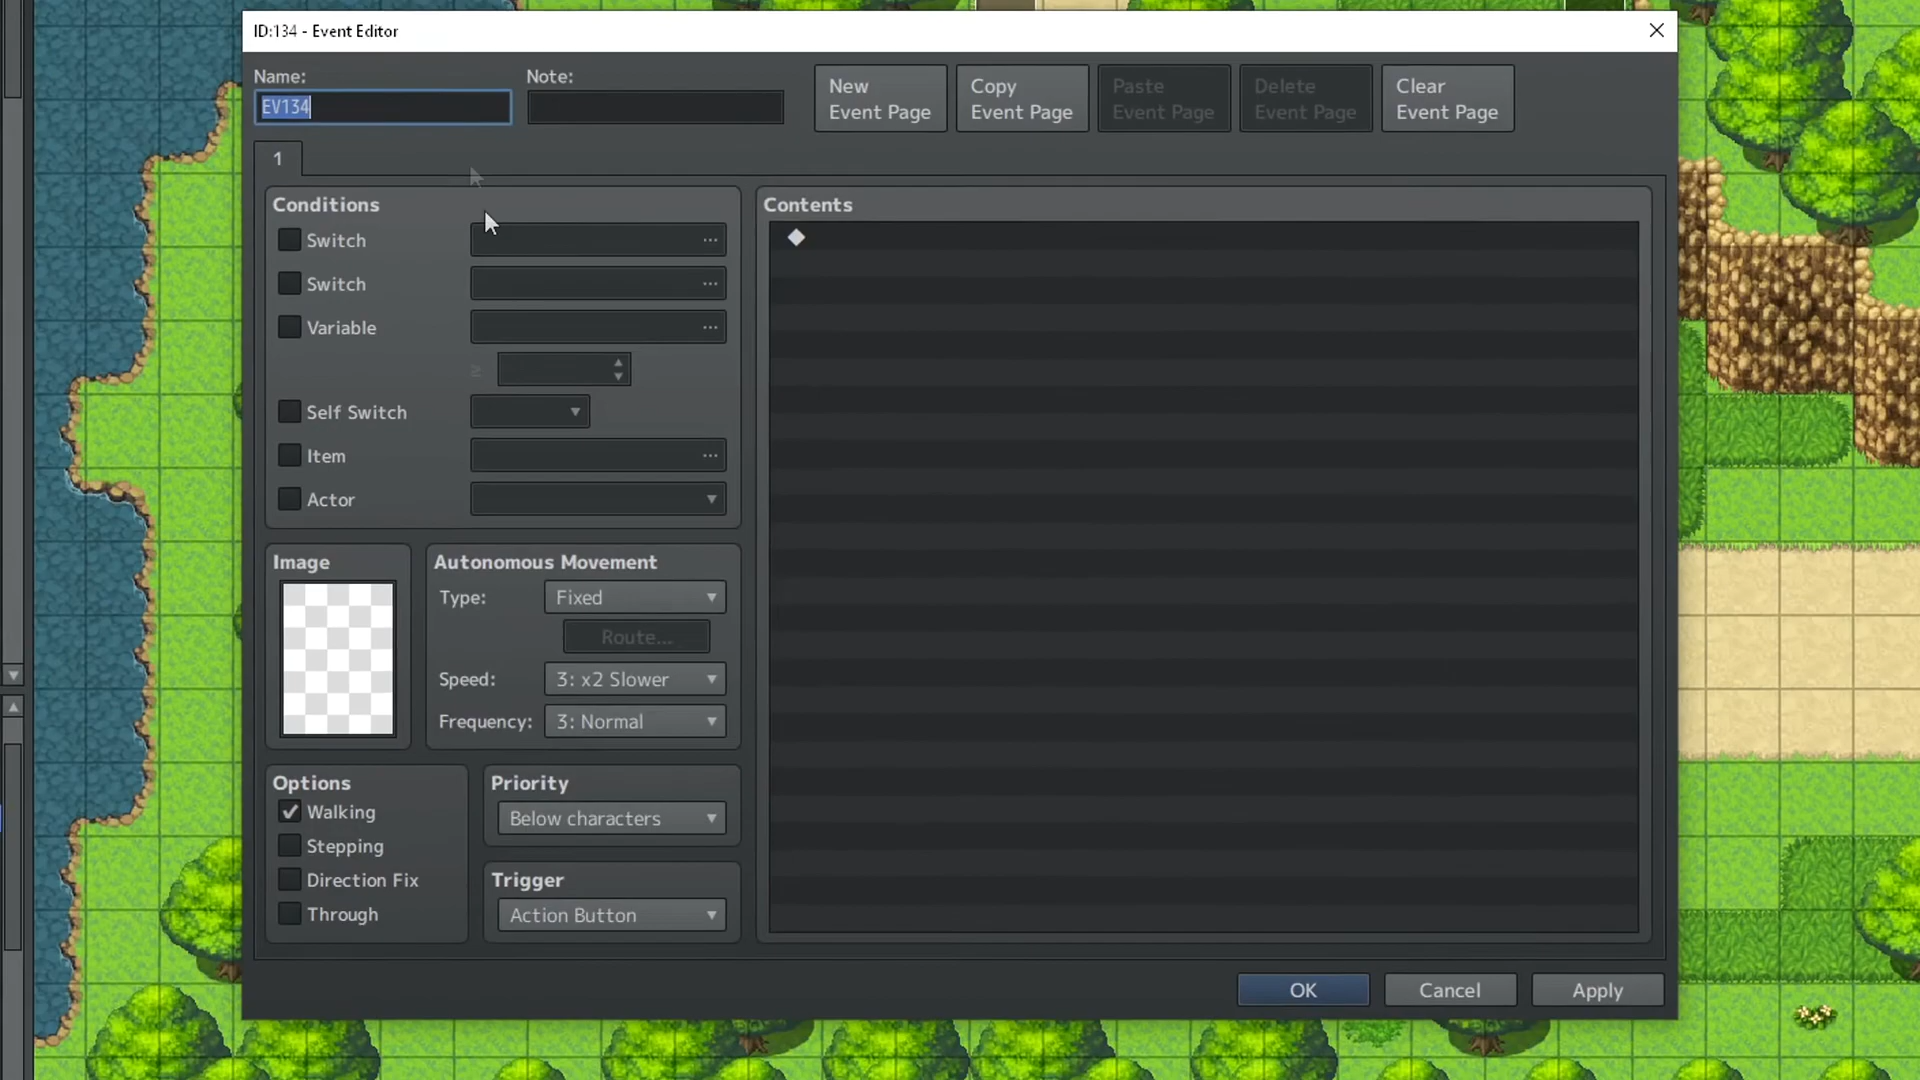 ID:134 - Event Editor
Name:
Note:
EV134
New
Event Page
Copy
Event Page
Paste
Event Page
Delete
Event Page
Clear
Event Page
1
Conditions
Switch
...
Switch
...
Variable
...
≥
Self Switch
Item
...
Actor
Image
Autonomous Movement
Type:
Fixed
Route...
Speed:
3: x2 Slower
Frequency:
3: Normal
Options
Walking
Stepping
Direction Fix
Through
Priority
Below characters
Trigger
Action Button
Contents
OK
Cancel
Apply